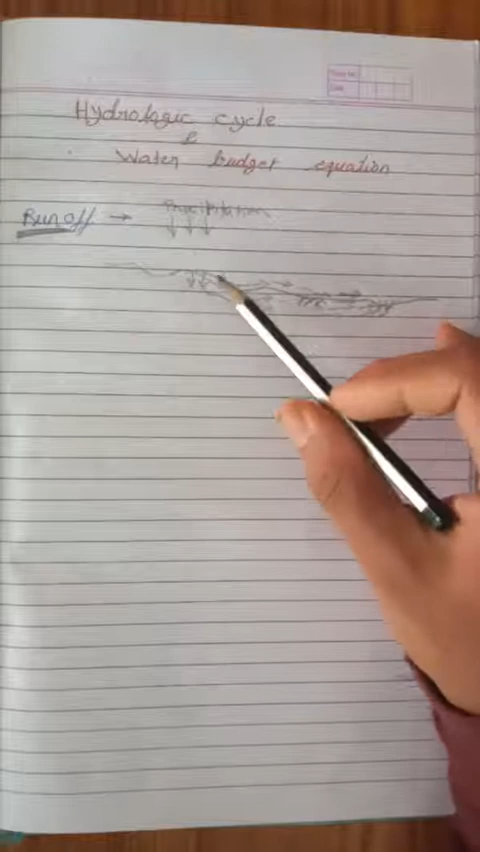 Hydrologic cycle
&
Water budget equation
Runoff → Precipitation